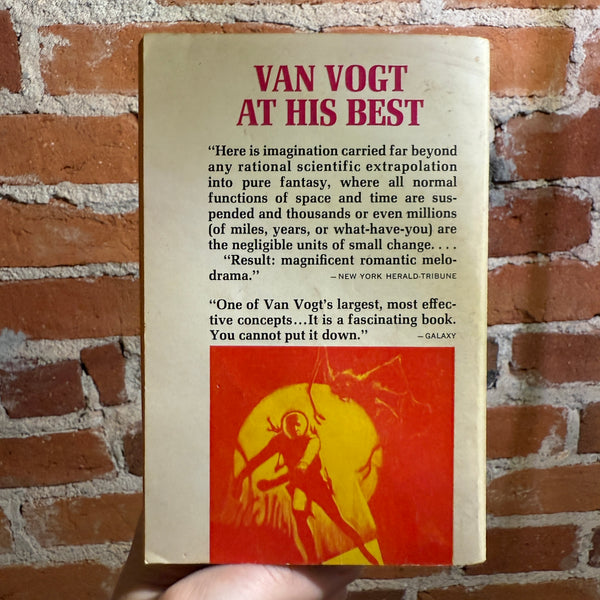 VAN VOGT
AT HIS BEST
“Here is imagination carried far beyond
any rational scientific extrapolation
into pure fantasy, where all normal
functions of space and time are sus-
pended and thousands or even millions
(of miles, years, or what-have-you) are
the negligible units of small change. . . .
“Result: magnificent romantic melo-
drama.” — NEW YORK HERALD-TRIBUNE
“One of Van Vogt’s largest, most effec-
tive concepts...It is a fascinating book.
You cannot put it down.” — GALAXY